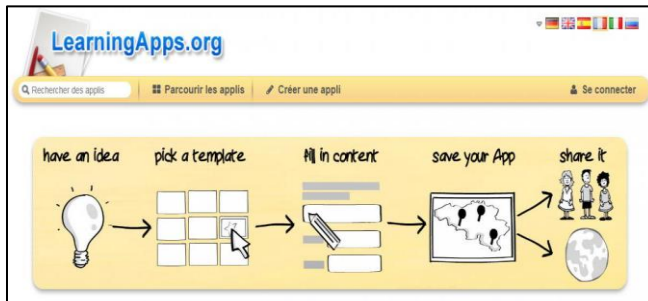 LearningApps.org
Rechercher des applis
Parcourir les applis
Créer une appli
Se connecter
have an idea
pick a template
fill in content
save your App
share it